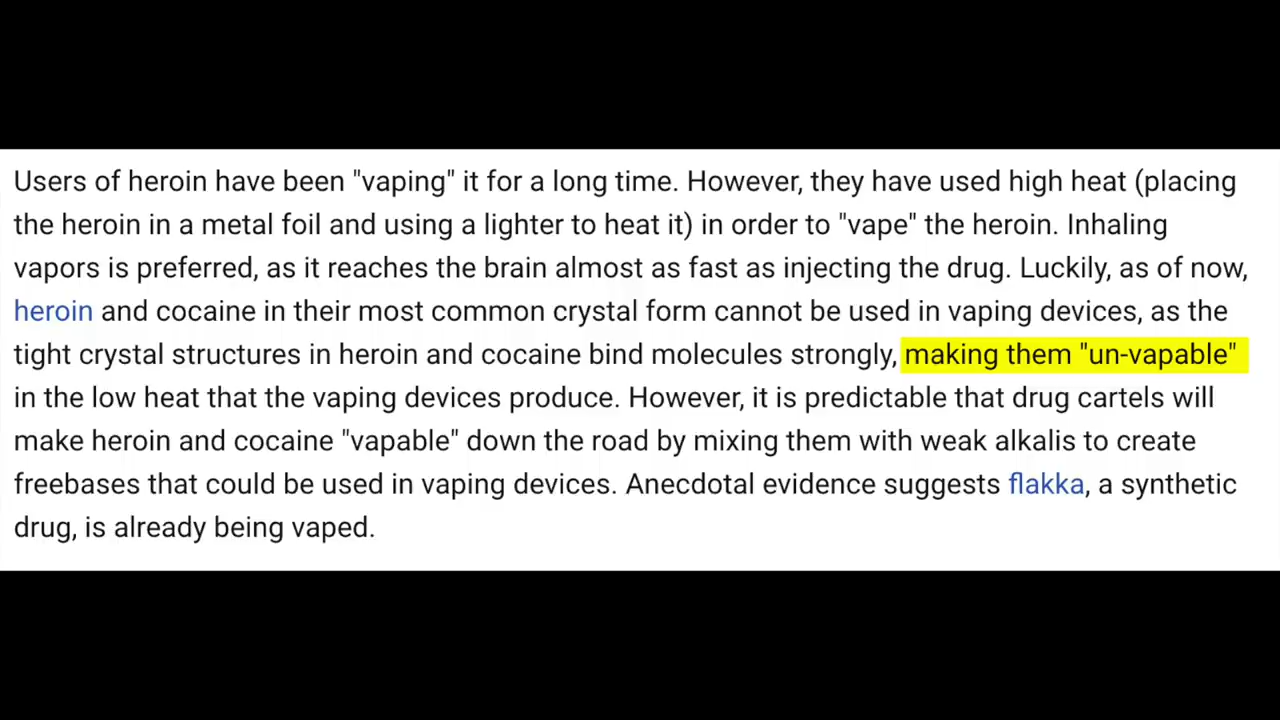 Users of heroin have been "vaping" it for a long time. However, they have used high heat (placing
the heroin in a metal foil and using a lighter to heat it) in order to "vape" the heroin. Inhaling
vapors is preferred, as it reaches the brain almost as fast as injecting the drug. Luckily, as of now,
heroin and cocaine in their most common crystal form cannot be used in vaping devices, as the
tight crystal structures in heroin and cocaine bind molecules strongly, making them "un-vapable"
in the low heat that the vaping devices produce. However, it is predictable that drug cartels will
make heroin and cocaine "vapable" down the road by mixing them with weak alkalis to create
freebases that could be used in vaping devices. Anecdotal evidence suggests flakka, a synthetic
drug, is already being vaped.